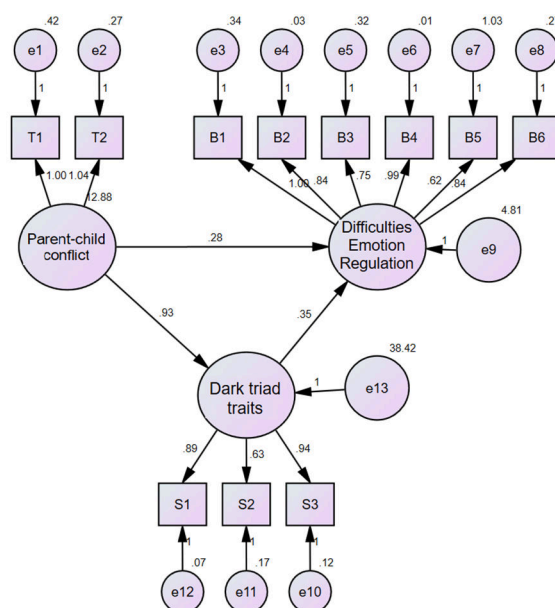 .42 .27 .34 .03 .32 .01 1.03 .2
e1 e2 e3 e4 e5 e6 e7 e8
1 1 1 1 1 1 1 1
T1 T2 B1 B2 B3 B4 B5 B6
1.00 1.04 1.00 .84 .75 .99 .62 .84
12.88
Parent-child
conflict
.28
Difficulties
Emotion
Regulation
4.81
1
e9
.93
.35
38.42
Dark triad
traits
1
e13
.89 .63 .94
S1 S2 S3
1 1 1
.07 .17 .12
e12 e11 e10